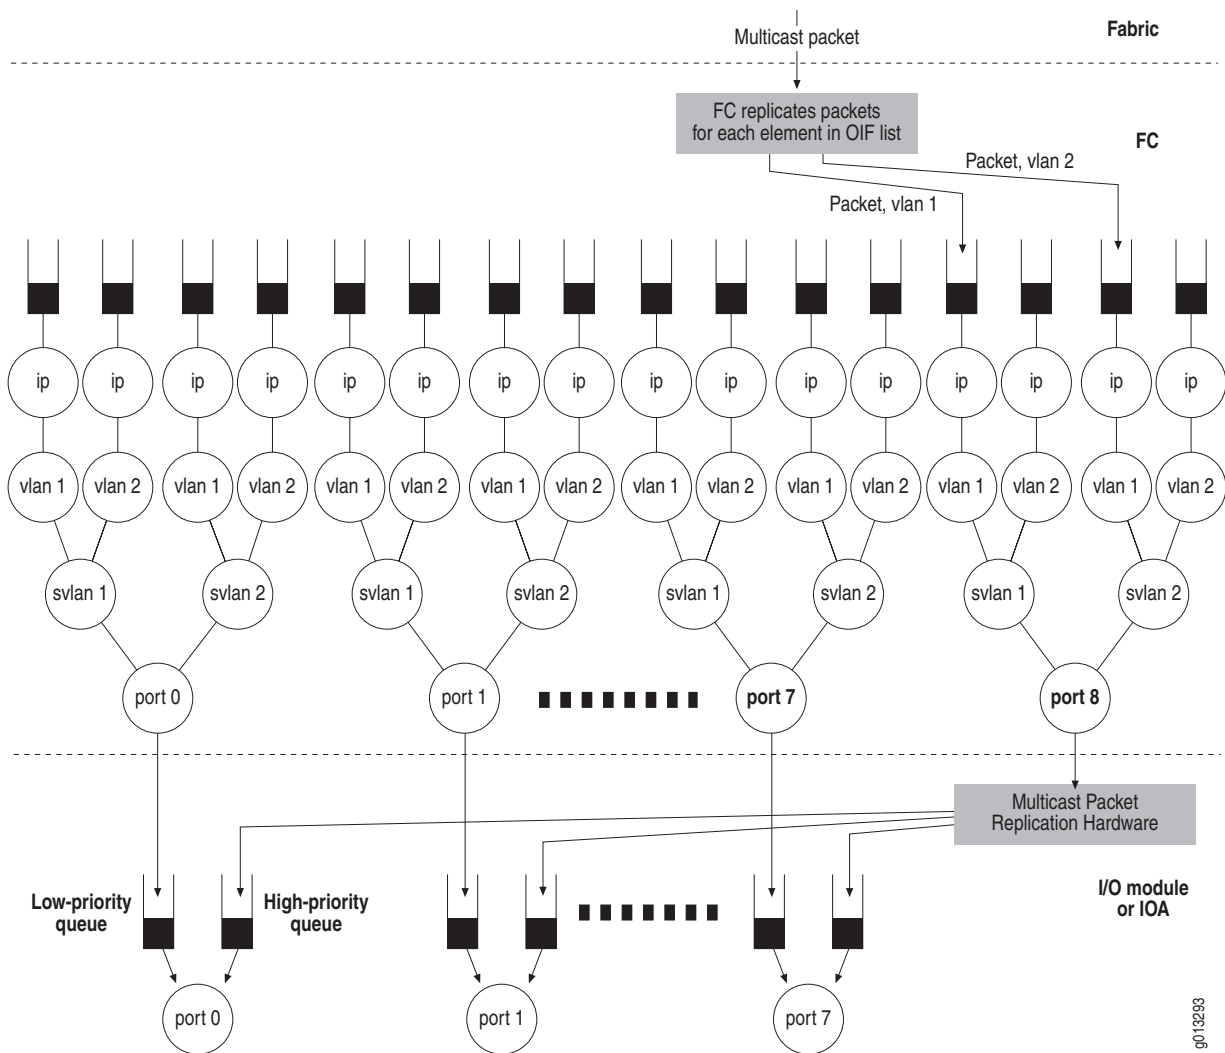 Fabric
Multicast packet
FC replicates packets
for each element in OIF list
FC
Packet, vlan 2
Packet, vlan 1
ip ip ip ip ip ip ip ip ip ip ip ip ip ip ip ip
vlan 1 vlan 2 vlan 1 vlan 2 vlan 1 vlan 2 vlan 1 vlan 2 vlan 1 vlan 2 vlan 1 vlan 2 vlan 1 vlan 2 vlan 1 vlan 2
svlan 1 svlan 2 svlan 1 svlan 2 svlan 1 svlan 2 svlan 1 svlan 2
port 0 port 1 port 7 port 8
Multicast Packet
Replication Hardware
Low-priority
queue
High-priority
queue
I/O module
or IOA
port 0 port 1 port 7
g013293